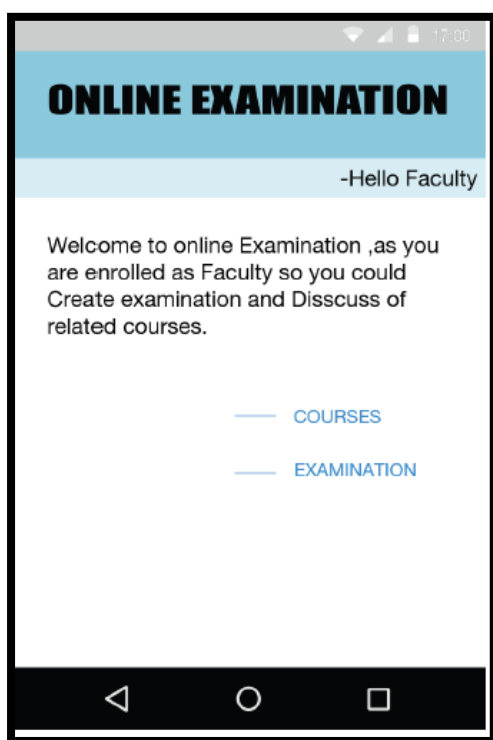 17:00
ONLINE EXAMINATION
-Hello Faculty
Welcome to online Examination ,as you
are enrolled as Faculty so you could
Create examination and Disscuss of
related courses.
COURSES
EXAMINATION